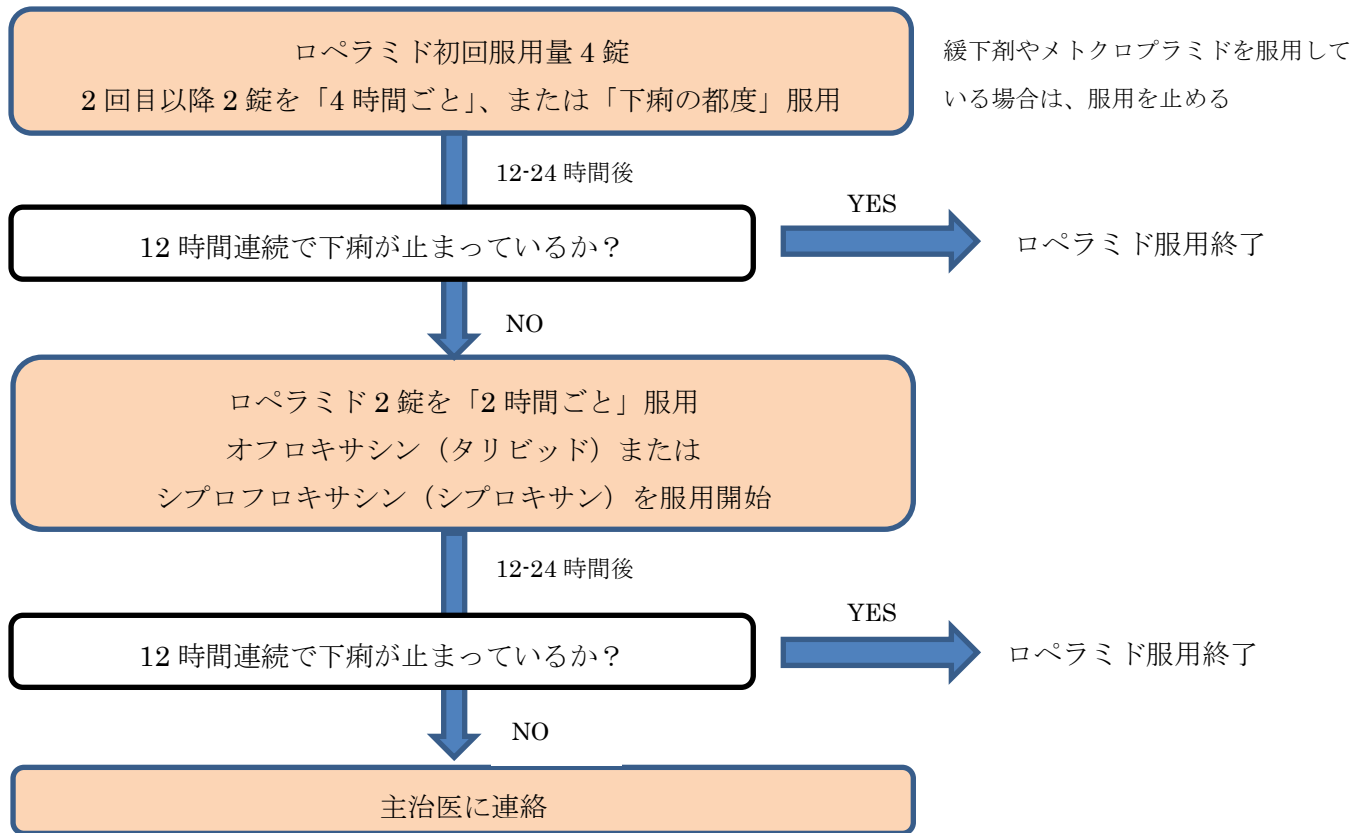 ロペラミド初回服用量 4 錠
2 回目以降 2 錠を「4 時間ごと」、または「下痢の都度」服用
緩下剤やメトクロプラミドを服用して
いる場合は、服用を止める
12-24 時間後
12 時間連続で下痢が止まっているか？
YES
ロペラミド服用終了
NO
ロペラミド 2 錠を「2 時間ごと」服用
オフロキサシン（タリビッド）または
シプロフロキサシン（シプロキサン）を服用開始
12-24 時間後
12 時間連続で下痢が止まっているか？
YES
ロペラミド服用終了
NO
主治医に連絡